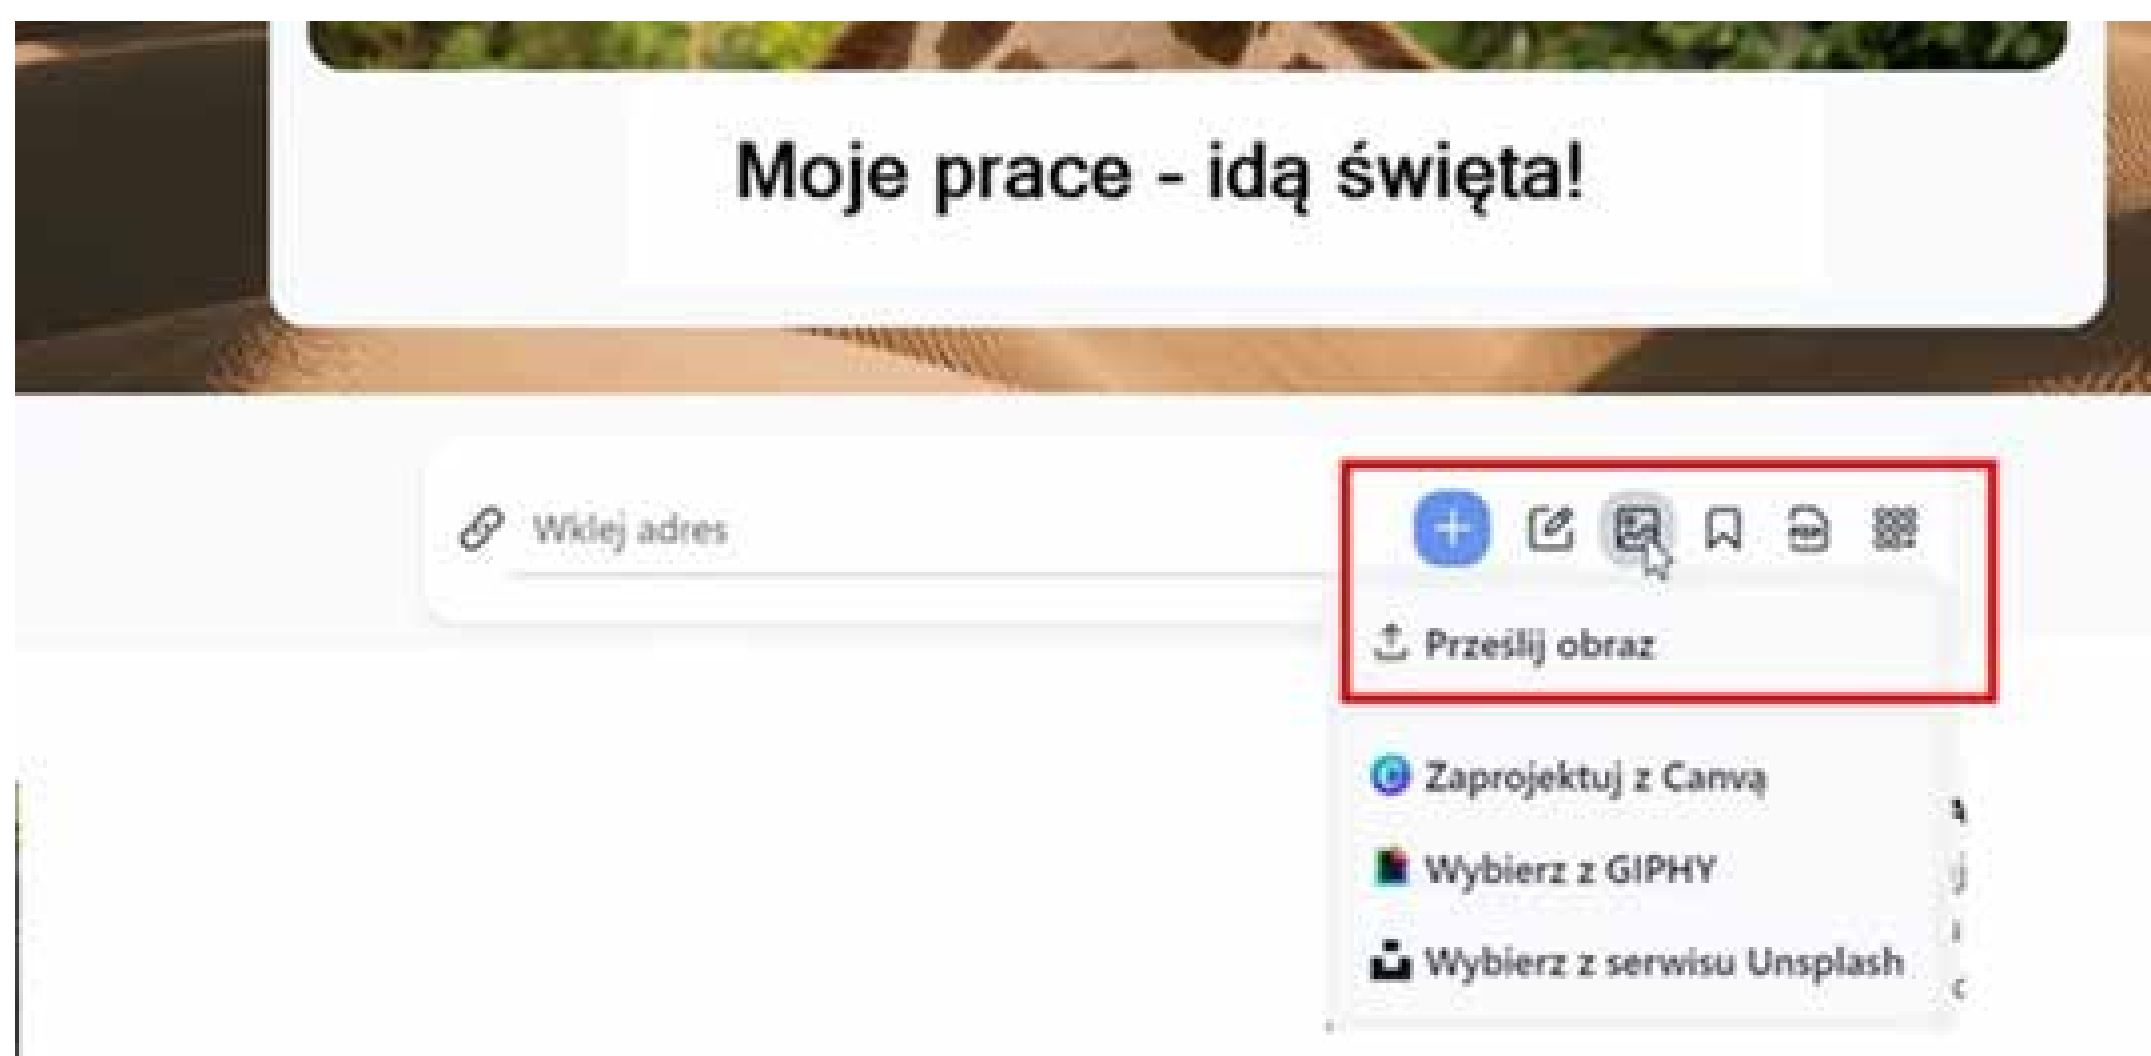 Moje prace - idą święta!
Wklej adres
Prześlij obraz
Zaprojektuj z Canvą
Wybierz z GIPHY
Wybierz z serwisu Unsplash